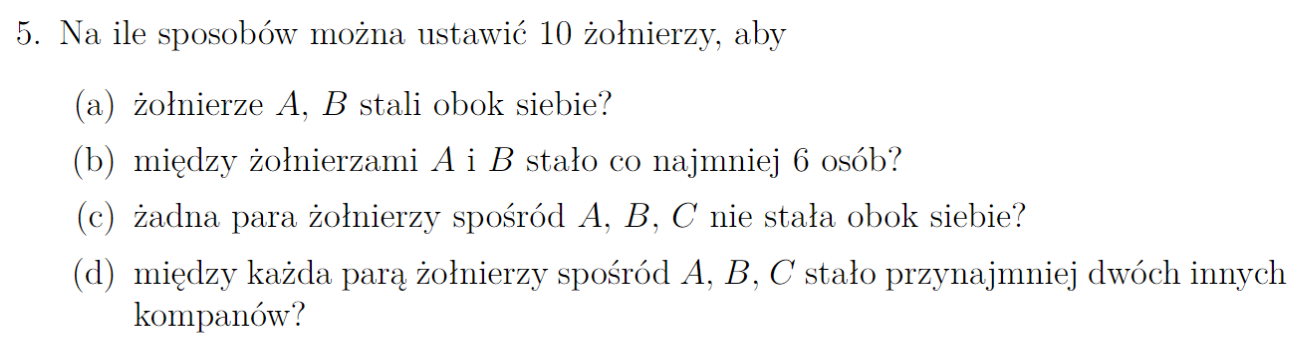 5. Na ile sposobów można ustawić 10 żołnierzy, aby
(a) żołnierze A, B stali obok siebie?
(b) między żołnierzami A i B stało co najmniej 6 osób?
(c) żadna para żołnierzy spośród A, B, C nie stała obok siebie?
(d) między każda parą żołnierzy spośród A, B, C stało przynajmniej dwóch innych
kompanów?